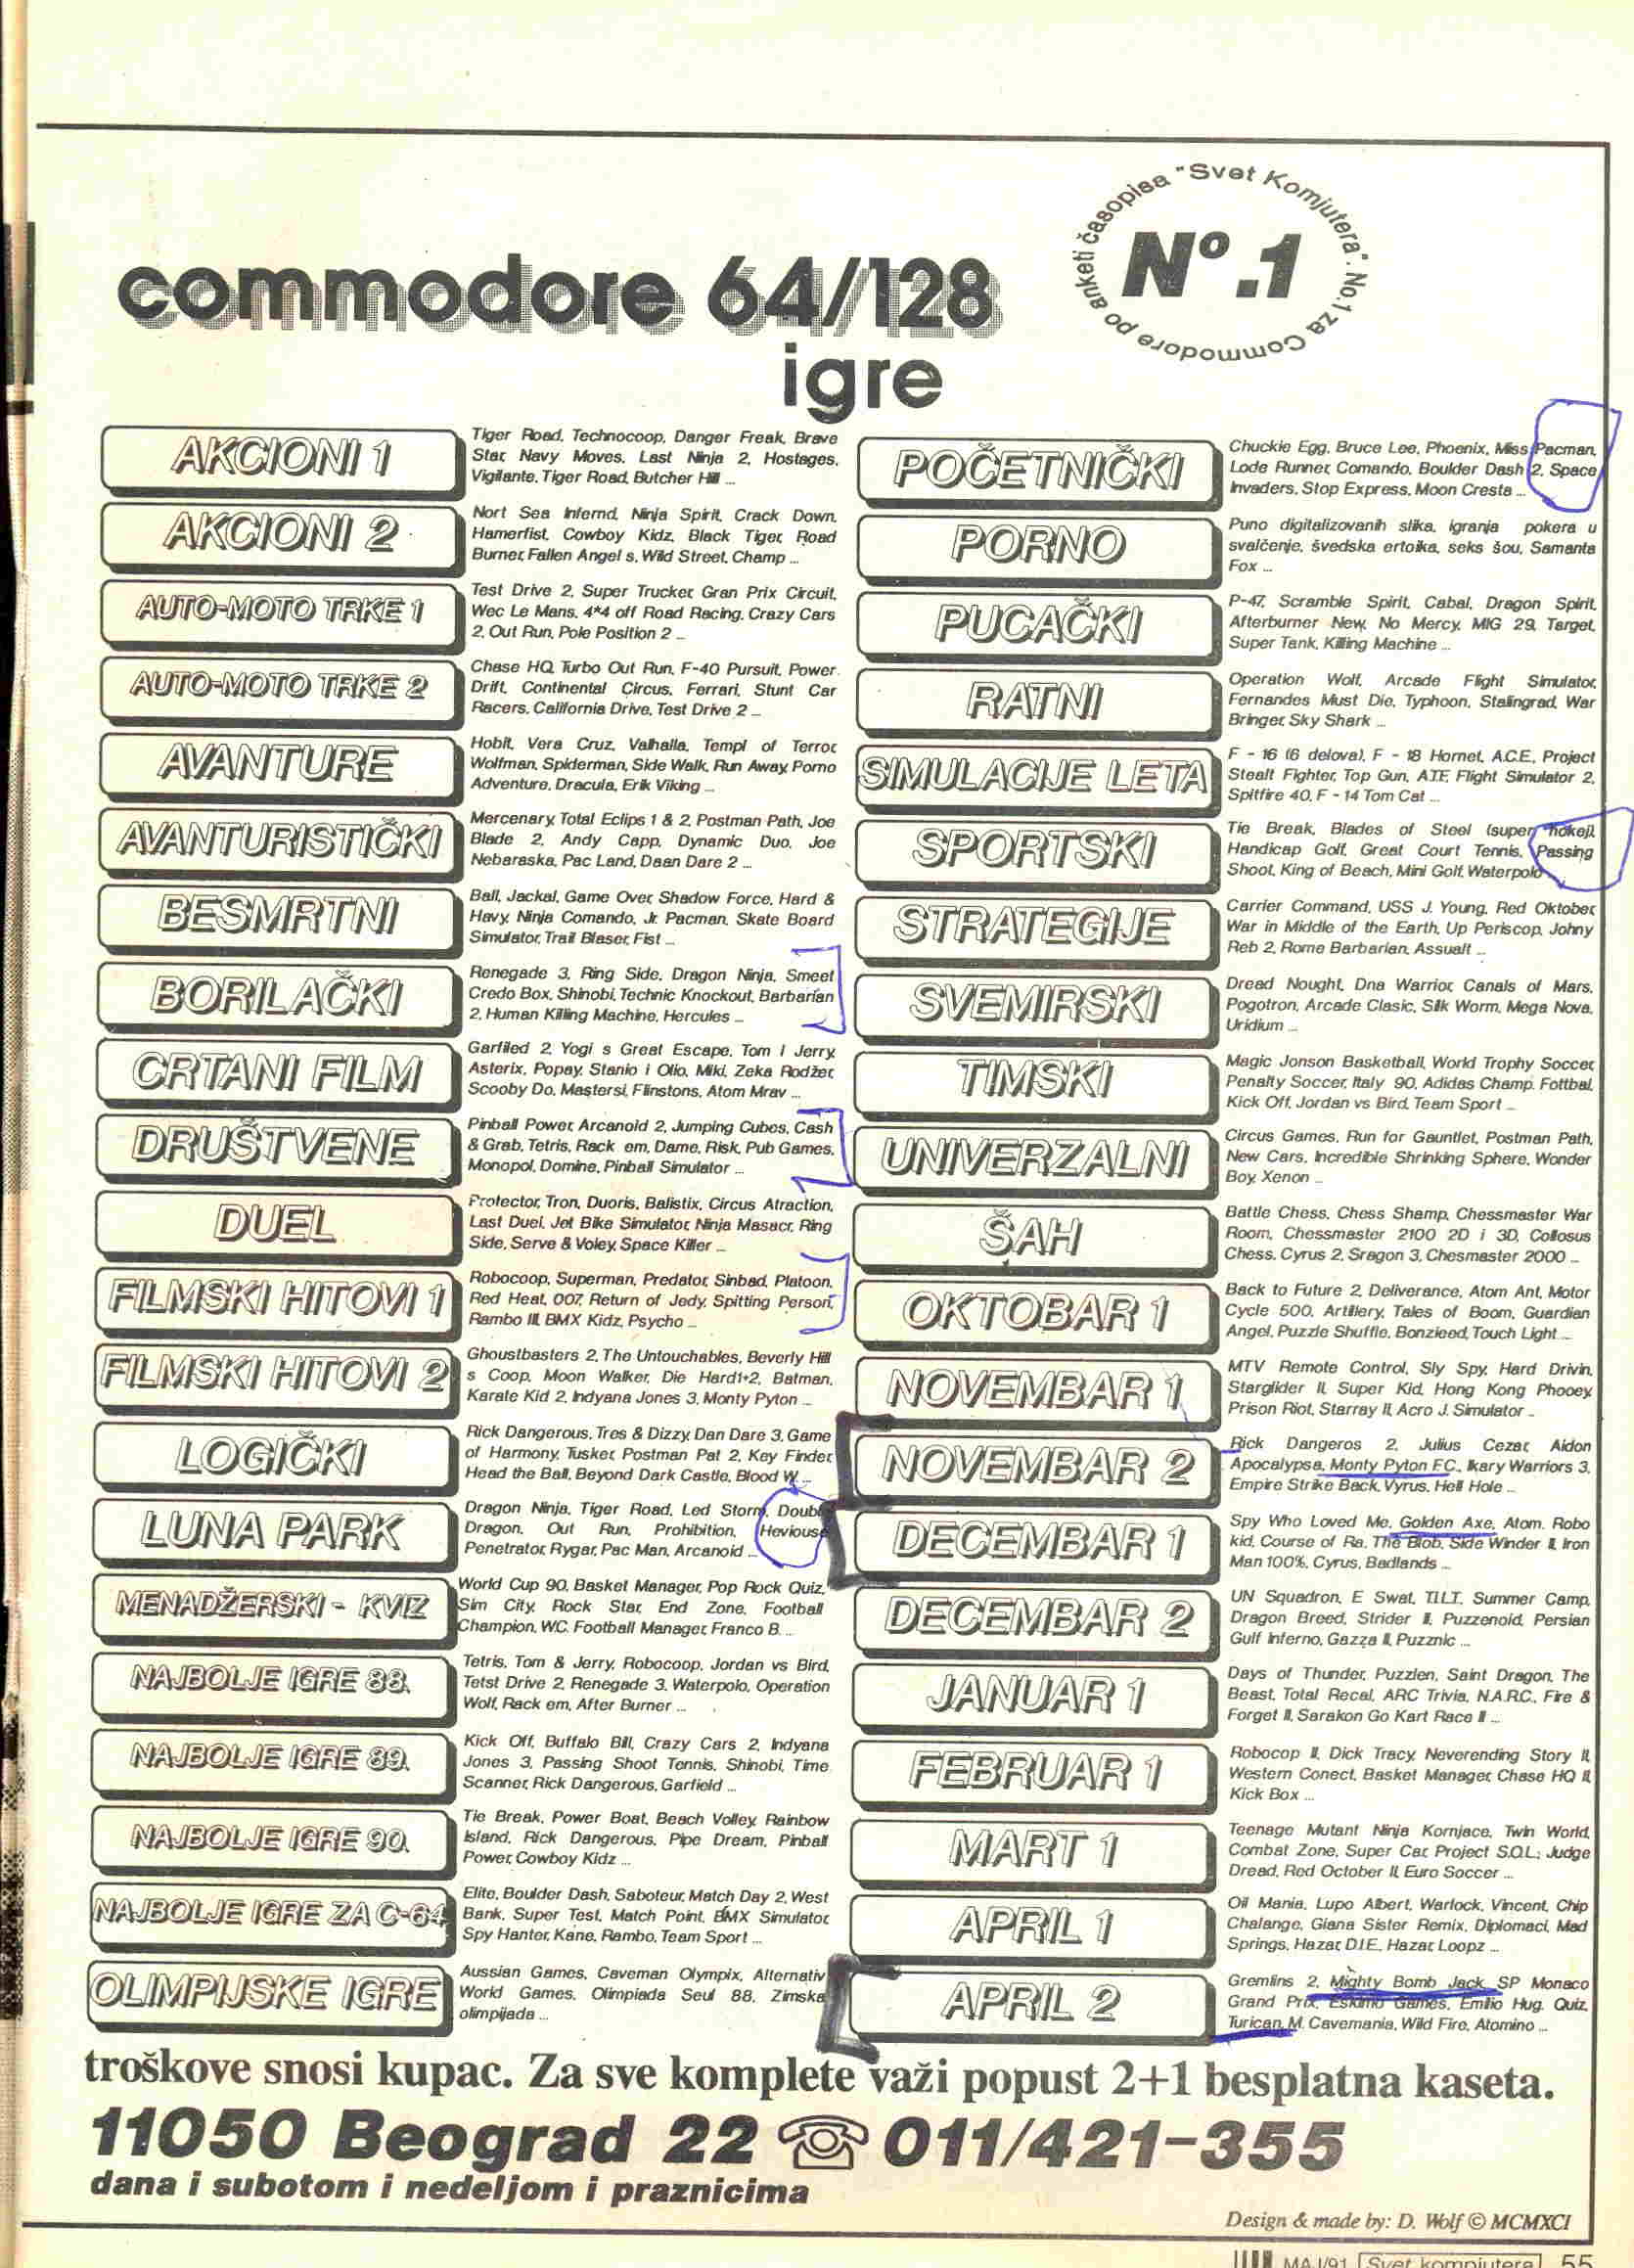 po anketi časopisa "Svet Komjutera". No.1 za Commodore
Nº.1
commodore 64/128
igre
AKCIONI 1
Tiger Road, Technocoop, Danger Freak, Brave
Star, Navy Moves, Last Ninja 2, Hostages,
Vigilante, Tiger Road, Butcher Hill ...
AKCIONI 2
Nort Sea Infernd, Ninja Spirit, Crack Down,
Hamerfist, Cowboy Kidz, Black Tiger, Road
Burner, Fallen Angel s, Wild Street, Champ ...
AUTO-MOTO TRKE 1
Test Drive 2, Super Trucker, Gran Prix Circuit,
Wec Le Mans, 4*4 off Road Racing, Crazy Cars
2, Out Run, Pole Position 2 ...
AUTO-MOTO TRKE 2
Chase HQ, Turbo Out Run, F-40 Pursuit, Power
Drift, Continental Circus, Ferrari, Stunt Car
Racers, California Drive, Test Drive 2 ...
AVANTURE
Hobit, Vera Cruz, Valhalla, Templ of Terror,
Wolfman, Spiderman, Side Walk, Run Away, Porno
Adventure, Dracula, Erik Viking ...
AVANTURISTIČKI
Mercenary, Total Eclips 1 & 2, Postman Path, Joe
Blade 2, Andy Capp, Dynamic Duo, Joe
Nebaraska, Pac Land, Daan Dare 2 ...
BESMRTNI
Ball, Jackal, Game Over, Shadow Force, Hard &
Havy, Ninja Comando, Jr. Pacman, Skate Board
Simulator, Trail Blaser, Fist ...
BORILAČKI
Renegade 3, Ring Side, Dragon Ninja, Smeet
Credo Box, Shinobi, Technic Knockout, Barbarian
2, Human Killing Machine, Hercules ...
CRTANI FILM
Garfiled 2, Yogi s Great Escape, Tom i Jerry,
Asterix, Popay, Stanio i Olio, Miki, Zeka Rodžer,
Scooby Do, Mastersi, Flinstons, Atom Mrav ...
DRUŠTVENE
Pinball Power, Arcanoid 2, Jumping Cubes, Cash
& Grab, Tetris, Rack em, Dame, Risk, Pub Games,
Monopol, Domine, Pinball Simulator ...
DUEL
Protector, Tron, Duoris, Balistix, Circus Atraction,
Last Duel, Jet Bike Simulator, Ninja Masacr, Ring
Side, Serve & Voley, Space Killer ...
FILMSKI HITOVI 1
Robocoop, Superman, Predator, Sinbad, Platoon,
Red Heat, 007, Return of Jedy, Spitting Person,
Rambo III, BMX Kidz, Psycho ...
FILMSKI HITOVI 2
Ghoustbasters 2, The Untouchables, Beverly Hill
s Coop, Moon Walker, Die Hard1+2, Batman,
Karate Kid 2, Indyana Jones 3, Monty Pyton ...
LOGIČKI
Rick Dangerous, Tres & Dizzy, Dan Dare 3, Game
of Harmony, Tusker, Postman Pat 2, Key Finder,
Head the Ball, Beyond Dark Castle, Blood W. ...
LUNA PARK
Dragon Ninja, Tiger Road, Led Storm, Double
Dragon, Out Run, Prohibition, Heviouse
Penetrator, Rygar, Pac Man, Arcanoid ...
MENADŽERSKI - KVIZ
World Cup 90, Basket Manager, Pop Rock Quiz,
Sim City, Rock Star, End Zone, Football
Champion, W.C. Football Manager, Franco B. ...
NAJBOLJE IGRE 88.
Tetris, Tom & Jerry, Robocoop, Jordan vs Bird,
Tetst Drive 2, Renegade 3, Waterpolo, Operation
Wolf, Rack em, After Burner ...
NAJBOLJE IGRE 89.
Kick Off, Buffalo Bill, Crazy Cars 2, Indyana
Jones 3, Passing Shoot Tennis, Shinobi, Time
Scanner, Rick Dangerous, Garfield ...
NAJBOLJE IGRE 90.
Tie Break, Power Boat, Beach Volley, Rainbow
Island, Rick Dangerous, Pipe Dream, Pinball
Power, Cowboy Kidz ...
NAJBOLJE IGRE ZA C-64
Elite, Boulder Dash, Saboteur, Match Day 2, West
Bank, Super Test, Match Point, BMX Simulator,
Spy Hanter, Kane, Rambo, Team Sport ...
OLIMPIJSKE IGRE
Aussian Games, Caveman Olympix, Alternativ
World Games, Olimpiada Seul 88, Zimska
olimpijada ...
POČETNIČKI
Chuckie Egg, Bruce Lee, Phoenix, Miss Pacman,
Lode Runner, Comando, Boulder Dash 2, Space
Invaders, Stop Express, Moon Cresta ...
PORNO
Puno digitalizovanih slika, igranja pokera u
svalčenje, švedska ertoika, seks šou, Samanta
Fox ...
PUCAČKI
P-47, Scramble Spirit, Cabal, Dragon Spirit,
Afterburner New, No Mercy, MIG 29, Target,
Super Tank, Killing Machine ...
RATNI
Operation Wolf, Arcade Flight Simulator,
Fernandes Must Die, Typhoon, Stalingrad, War
Bringer, Sky Shark ...
SIMULACIJE LETA
F - 16 (6 delova), F - 18 Hornet, A.C.E., Project
Stealt Fighter, Top Gun, A.T.F., Flight Simulator 2,
Spitfire 40, F - 14 Tom Cat ...
SPORTSKI
Tie Break, Blades of Steel (super hokej),
Handicap Golf, Great Court Tennis, Passing
Shoot, King of Beach, Mini Golf, Waterpolo
STRATEGIJE
Carrier Command, USS J. Young, Red Oktober,
War in Middle of the Earth, Up Periscop, Johny
Reb 2, Rome Barbarian, Assualt ...
SVEMIRSKI
Dread Nought, Dna Warrior, Canals of Mars,
Pogotron, Arcade Clasic, Silk Worm, Mega Nova,
Uridium ...
TIMSKI
Magic Jonson Basketball, World Trophy Soccer,
Penalty Soccer, Italy 90, Adidas Champ. Fottbal,
Kick Off, Jordan vs Bird, Team Sport ...
UNIVERZALNI
Circus Games, Run for Gauntlet, Postman Path,
New Cars, Incredible Shrinking Sphere, Wonder
Boy, Xenon ...
ŠAH
Battle Chess, Chess Shamp, Chessmaster War
Room, Chessmaster 2100 2D i 3D, Collosus
Chess, Cyrus 2, Sragon 3, Chesmaster 2000 ...
OKTOBAR 1
Back to Future 2, Deliverance, Atom Ant, Motor
Cycle 500, Artillery, Tales of Boom, Guardian
Angel, Puzzle Shuffle, Bonzieed, Touch Light ...
NOVEMBAR 1
MTV Remote Control, Sly Spy, Hard Drivin,
Starglider II, Super Kid, Hong Kong Phooey,
Prison Riot, Starray II, Acro J. Simulator ...
NOVEMBAR 2
Rick Dangeros 2, Julius Cezar, Aidon
Apocalypsa, Monty Pyton F.C., Ikary Warriors 3,
Empire Strike Back, Vyrus, Hell Hole ...
DECEMBAR 1
Spy Who Loved Me, Golden Axe, Atom. Robo
kid, Course of Ra, The Blob, Side Winder II, Iron
Man 100%, Cyrus, Badlands ...
DECEMBAR 2
UN Squadron, E Swat, T.I.L.T., Summer Camp,
Dragon Breed, Strider II, Puzzenoid, Persian
Gulf Inferno, Gazza II, Puzznic ...
JANUAR 1
Days of Thunder, Puzzlen, Saint Dragon, The
Beast, Total Recal, ARC Trivia, N.A.R.C., Fire &
Forget II, Sarakon Go Kart Race II ...
FEBRUAR 1
Robocop II, Dick Tracy, Neverending Story II,
Western Conect, Basket Manager, Chase HQ II,
Kick Box ...
MART 1
Teenage Mutant Ninja Kornjace, Twin World,
Combat Zone, Super Car, Project S.O.L., Judge
Dread, Red October II, Euro Soccer ...
APRIL 1
Oil Mania, Lupo Albert, Warlock, Vincent, Chip
Chalange, Giana Sister Remix, Diplomaci, Mad
Springs, Hazar, D.I.E., Hazar, Loopz ...
APRIL 2
Gremlins 2, Mighty Bomb Jack, SP Monaco
Grand Prix, Eskimo Games, Emilio Hug. Quiz,
Turican, M. Cavemania, Wild Fire, Atomino ...
troškove snosi kupac. Za sve komplete važi popust 2+1 besplatna kaseta.
11050 Beograd 22 ☎ 011/421-355
dana i subotom i nedeljom i praznicima
Design & made by: D. Wolf © MCMXCI
MAJ/91 Svet kompjutera 55